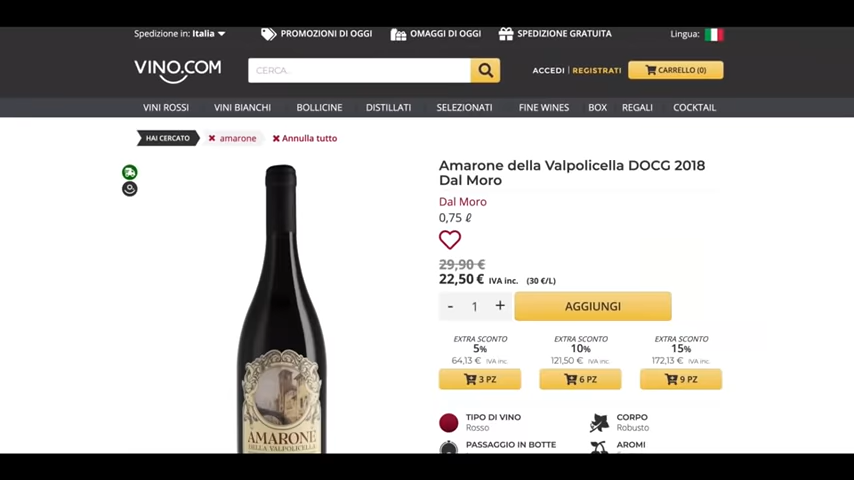 Spedizione in: Italia
PROMOZIONI DI OGGI
OMAGGI DI OGGI
SPEDIZIONE GRATUITA
Lingua:
VINO.COM
CERCA..
ACCEDI | REGISTRATI
CARRELLO (0)
VINI ROSSI VINI BIANCHI BOLLICINE DISTILLATI SELEZIONATI FINE WINES BOX REGALI COCKTAIL
HAI CERCATO
amarone
Annulla tutto
Amarone della Valpolicella DOCG 2018
Dal Moro
Dal Moro
0,75 ℓ
29,90 €
22,50 € IVA inc. (30 €/L)
- 1 + AGGIUNGI
EXTRA SCONTO
5%
64,13 € IVA inc.
3 PZ
EXTRA SCONTO
10%
121,50 € IVA inc.
6 PZ
EXTRA SCONTO
15%
172,13 € IVA inc.
9 PZ
TIPO DI VINO
Rosso
CORPO
Robusto
PASSAGGIO IN BOTTE
AROMI
AMARONE
DELLA VALPOLICELLA